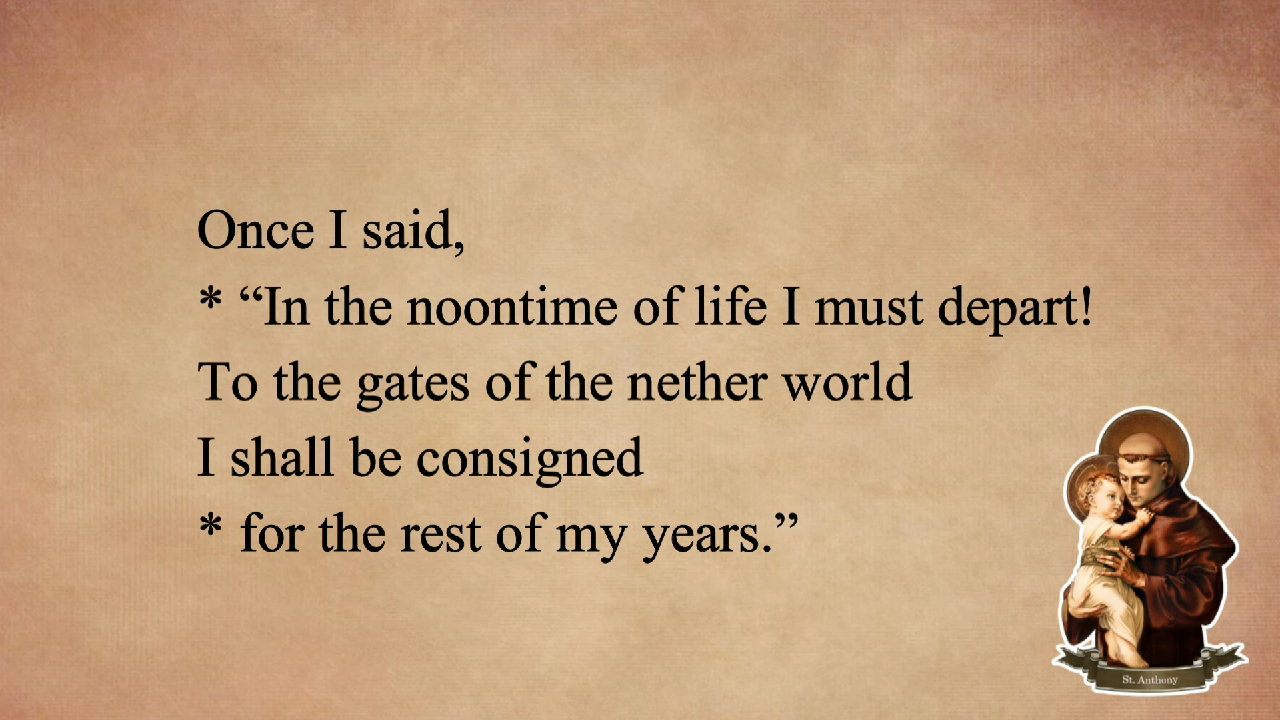 Once I said,
* “In the noontime of life I must depart!
To the gates of the nether world
I shall be consigned
* for the rest of my years.”
St. Anthony